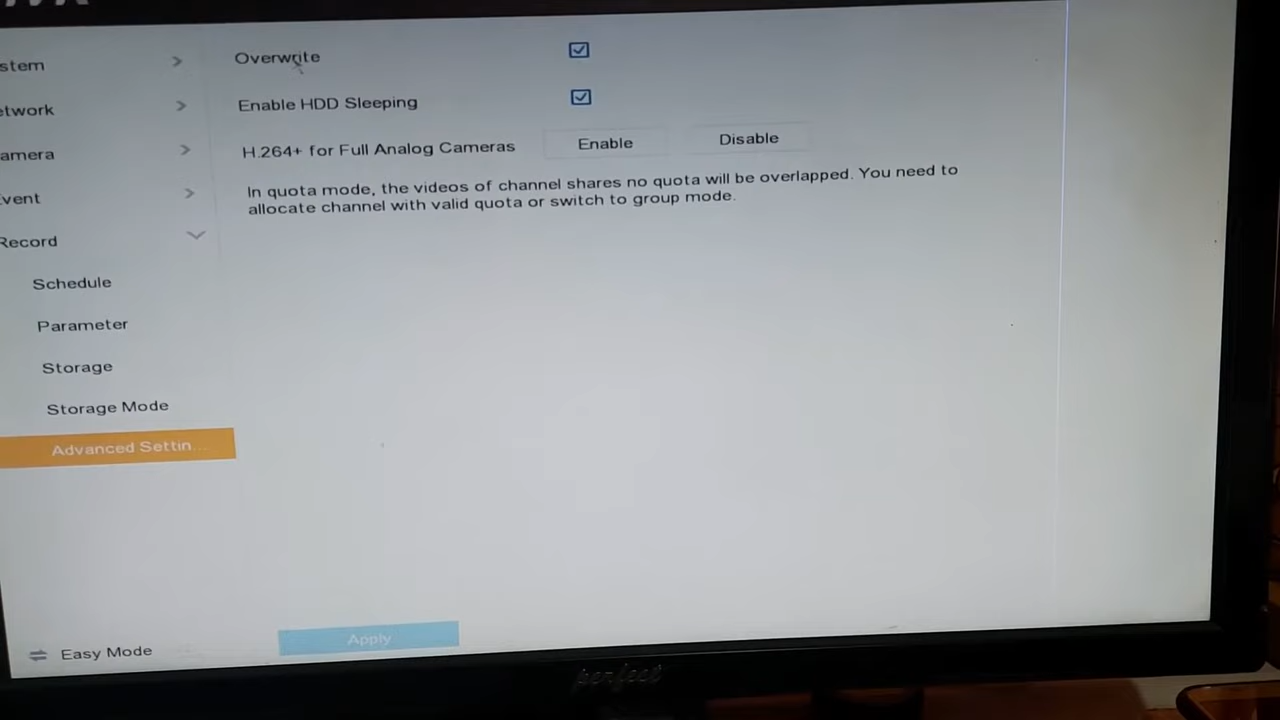 stem
Overwrite
etwork
Enable HDD Sleeping
amera
H.264+ for Full Analog Cameras
Enable
Disable
vent
In quota mode, the videos of channel shares no quota will be overlapped. You need to
allocate channel with valid quota or switch to group mode.
Record
Schedule
Parameter
Storage
Storage Mode
Advanced Settin...
Easy Mode
Apply
perfect